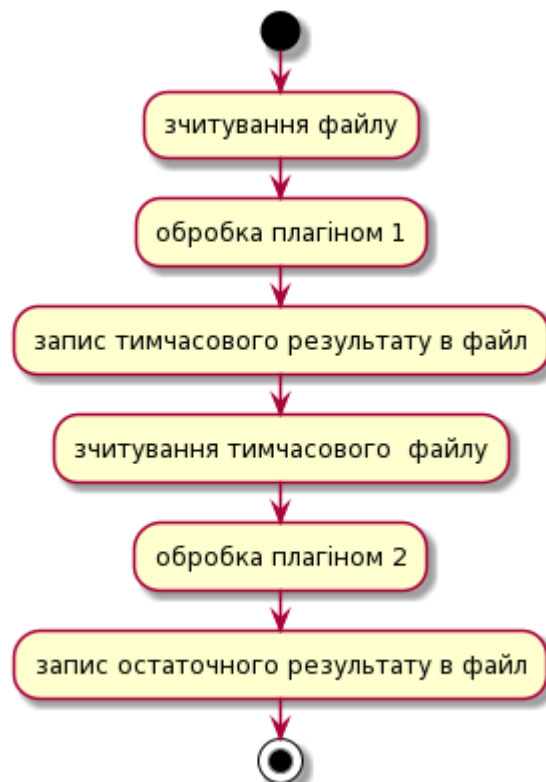 зчитування файлу
обробка плагіном 1
запис тимчасового результату в файл
зчитування тимчасового  файлу
обробка плагіном 2
запис остаточного результату в файл